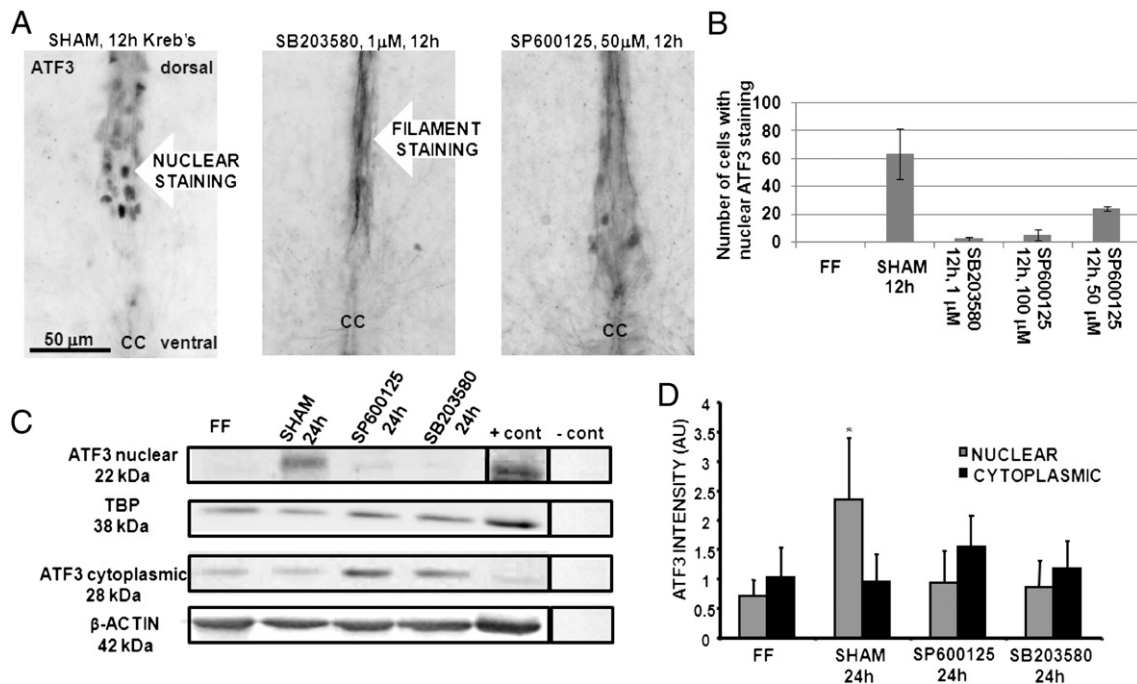 A
SHAM, 12h Kreb's
ATF3
dorsal
NUCLEAR
STAINING
50 μm
CC
ventral
SB203580, 1μM, 12h
FILAMENT
STAINING
CC
SP600125, 50μM, 12h
CC
B
Number of cells with
nuclear ATF3 staining
100
80
60
40
20
0
FF
SHAM
12h
SB203580
12h, 1 μM
SP600125
12h, 100 μM
SP600125
12h, 50 μM
C
FF
SHAM
24h
SP600125
24h
SB203580
24h
+ cont
- cont
ATF3 nuclear
22 kDa
TBP
38 kDa
ATF3 cytoplasmic
28 kDa
β-ACTIN
42 kDa
D
ATF3 INTENSITY (AU)
4
3.5
3
2.5
2
1.5
1
0.5
0
*
NUCLEAR
CYTOPLASMIC
FF
SHAM
24h
SP600125
24h
SB203580
24h